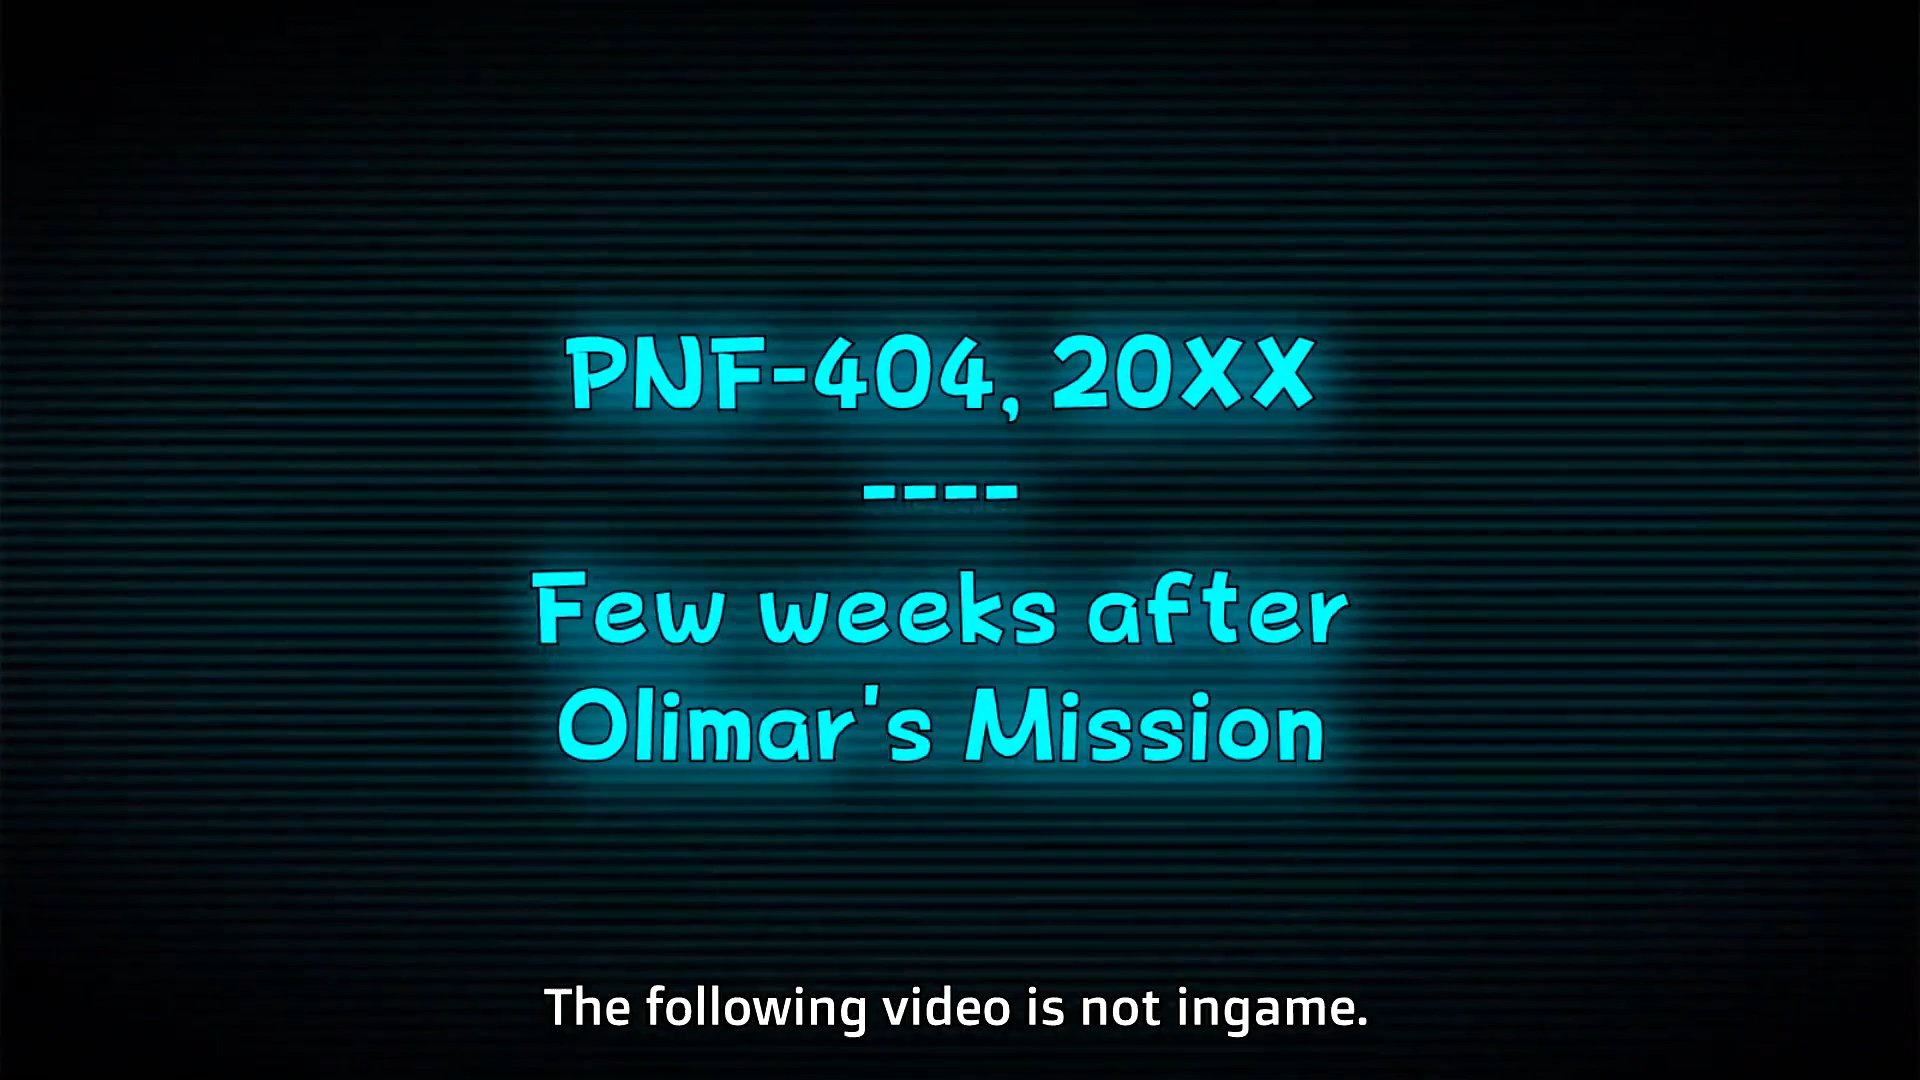 PNF-404, 20XX
----
Few weeks after
Olimar's Mission
The following video is not ingame.